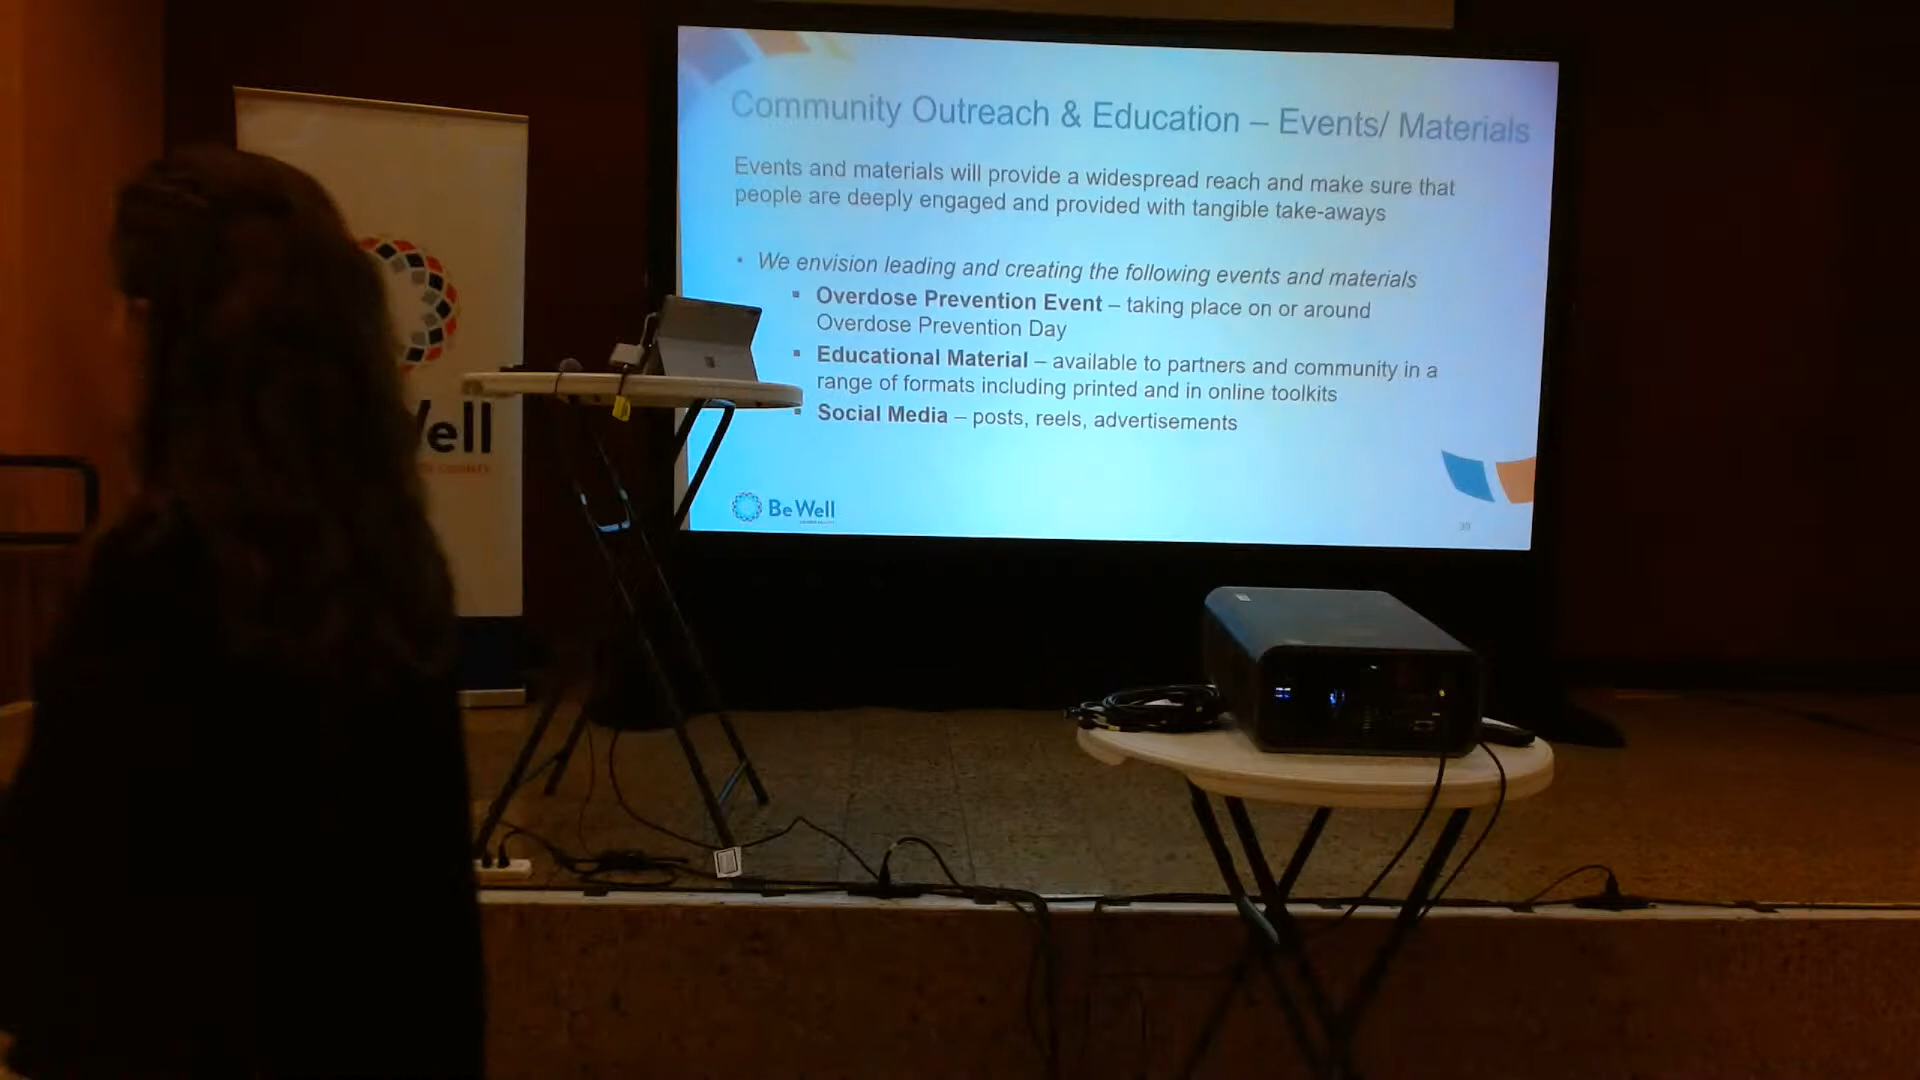 Community Outreach & Education – Events/ Materials
Events and materials will provide a widespread reach and make sure that
people are deeply engaged and provided with tangible take-aways
• We envision leading and creating the following events and materials
▪ Overdose Prevention Event – taking place on or around
Overdose Prevention Day
▪ Educational Material – available to partners and community in a
range of formats including printed and in online toolkits
▪ Social Media – posts, reels, advertisements
Be Well
ell